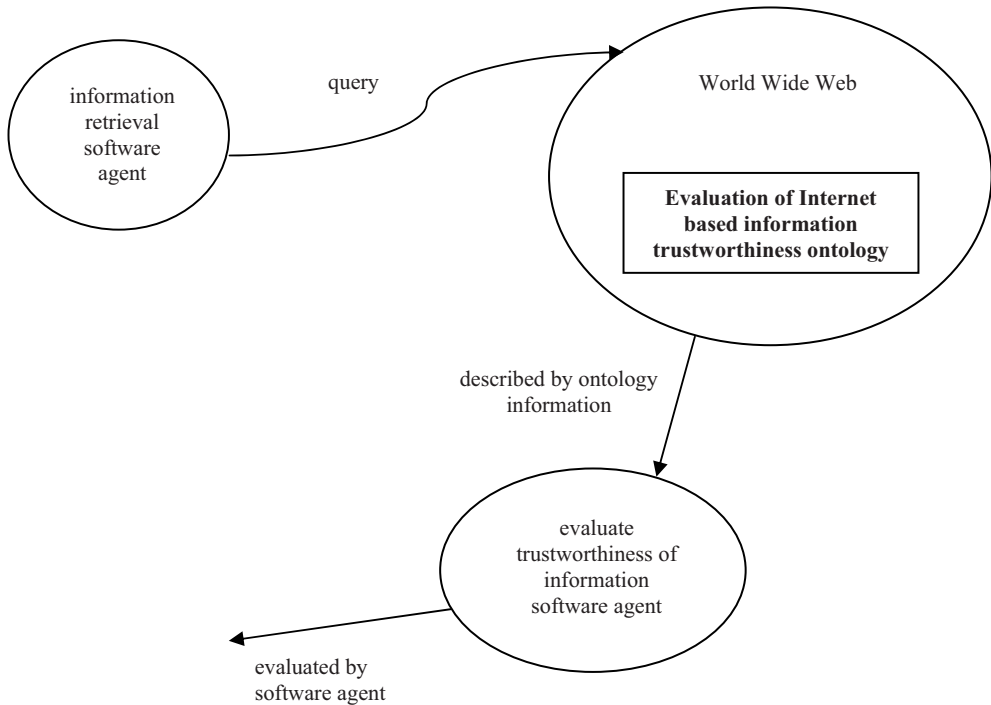 information
retrieval
software
agent
query
World Wide Web
Evaluation of Internet
based information
trustworthiness ontology
described by ontology
information
evaluate
trustworthiness of
information
software agent
evaluated by
software agent